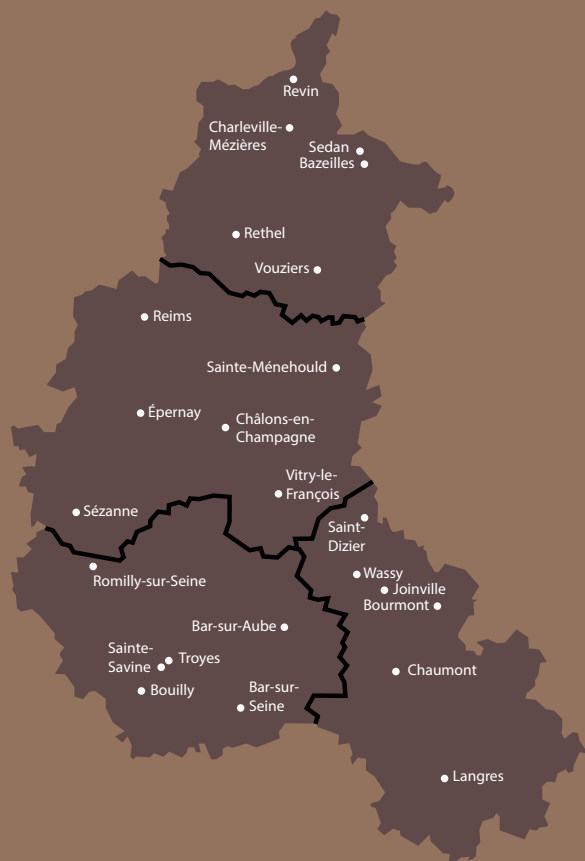 Revin
Charleville-
Mézières
Sedan
Bazeilles
Rethel
Vouziers
Reims
Sainte-Ménehould
Épernay
Châlons-en-
Champagne
Vitry-le-
François
Sézanne
Saint-
Dizier
Romilly-sur-Seine
Wassy
Joinville
Bourmont
Bar-sur-Aube
Sainte-
Savine
Troyes
Chaumont
Bouilly
Bar-sur-
Seine
Langres